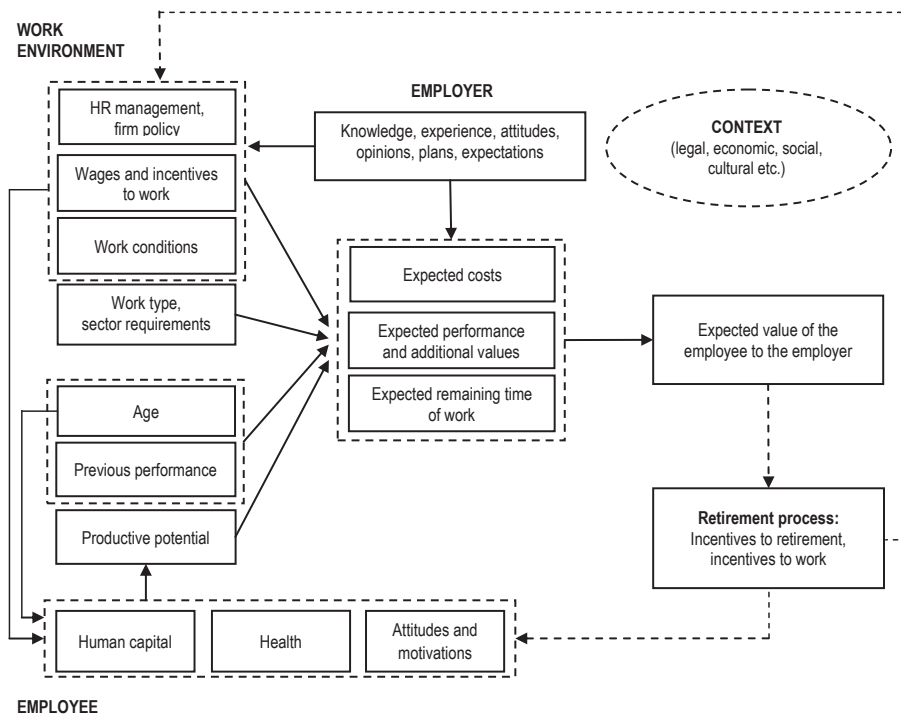 WORK
ENVIRONMENT
HR management,
firm policy
Wages and incentives
to work
Work conditions
Work type,
sector requirements
Age
Previous performance
Productive potential
Human capital
Health
Attitudes and
motivations
EMPLOYEE
EMPLOYER
Knowledge, experience, attitudes,
opinions, plans, expectations
Expected costs
Expected performance
and additional values
Expected remaining time
of work
CONTEXT
(legal, economic, social,
cultural etc.)
Expected value of the
employee to the employer
Retirement process:
Incentives to retirement,
incentives to work